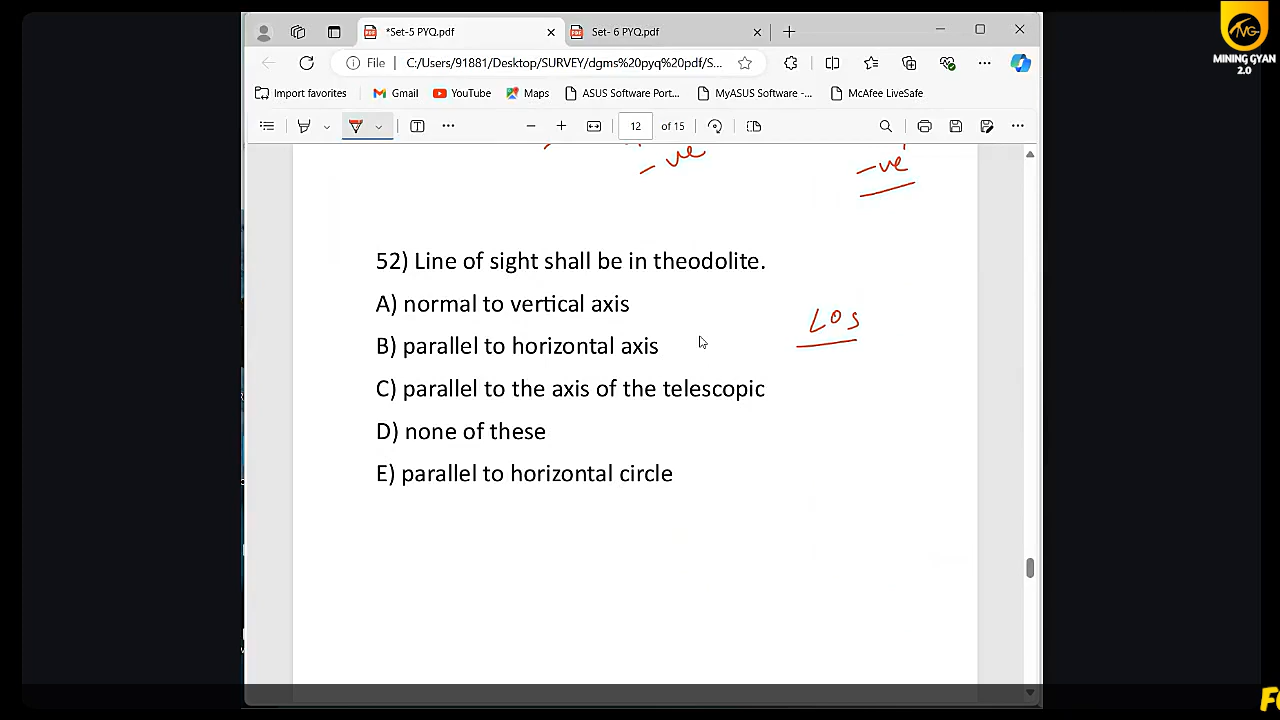 MINING GYAN
2.0
*Set-5 PYQ.pdf
Set- 6 PYQ.pdf
File
C:/Users/91881/Desktop/SURVEY/dgms%20pyq%20pdf/S...
Import favorites
Gmail
YouTube
Maps
ASUS Software Port...
MyASUS Software -...
McAfee LiveSafe
12
of 15
-ve
-ve
52) Line of sight shall be in theodolite.
A) normal to vertical axis
LOS
B) parallel to horizontal axis
C) parallel to the axis of the telescopic
D) none of these
E) parallel to horizontal circle